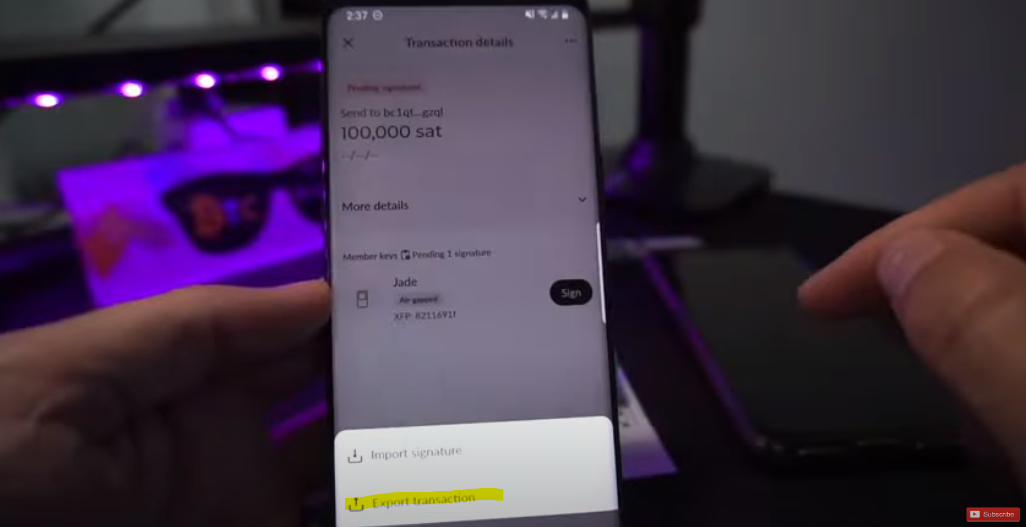 2:37
Transaction details
Pending signature
Send to bc1qt...gzql
100,000 sat
--/--/--
More details
Member keys Pending 1 signature
Jade
Air-gapped
Sign
XFP: 8211691f
Import signature
Export transaction
Subscribe